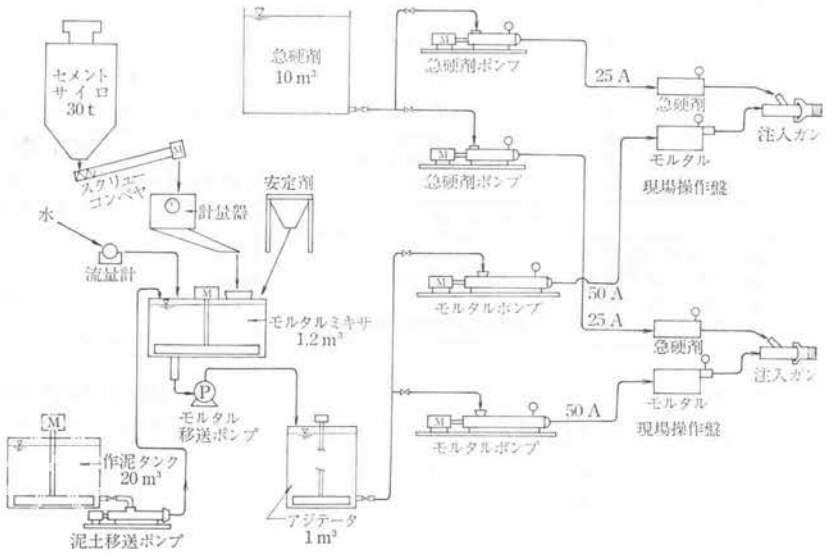 セメント
サイロ
30t
M
スクリュー
コンベヤ
計量器
安定剤
水
流量計
M
モルタルミキサ
1.2 m³
P
モルタル
移送ポンプ
M
作泥タンク
20 m³
泥土移送ポンプ
アジテータ
1 m³
急硬剤
10 m³
M
急硬剤ポンプ
25 A
急硬剤
注入ガン
モルタル
現場操作盤
M
急硬剤ポンプ
M
モルタルポンプ
50 A
25 A
急硬剤
注入ガン
モルタル
現場操作盤
M
モルタルポンプ
50 A